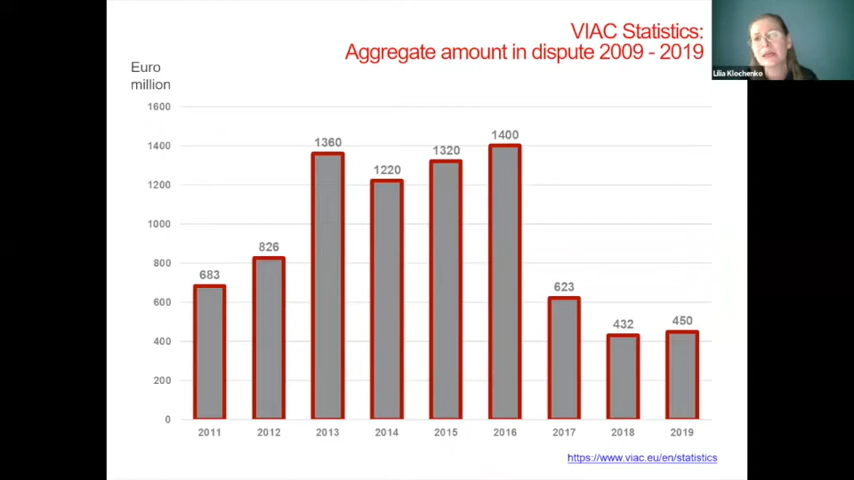 VIAC Statistics:
Aggregate amount in dispute 2009 - 2019
Lilia Klochenko
Euro
million
1600
1400
1200
1000
800
600
400
200
0
683
826
1360
1220
1320
1400
623
432
450
2011 2012 2013 2014 2015 2016 2017 2018 2019
https://www.viac.eu/en/statistics